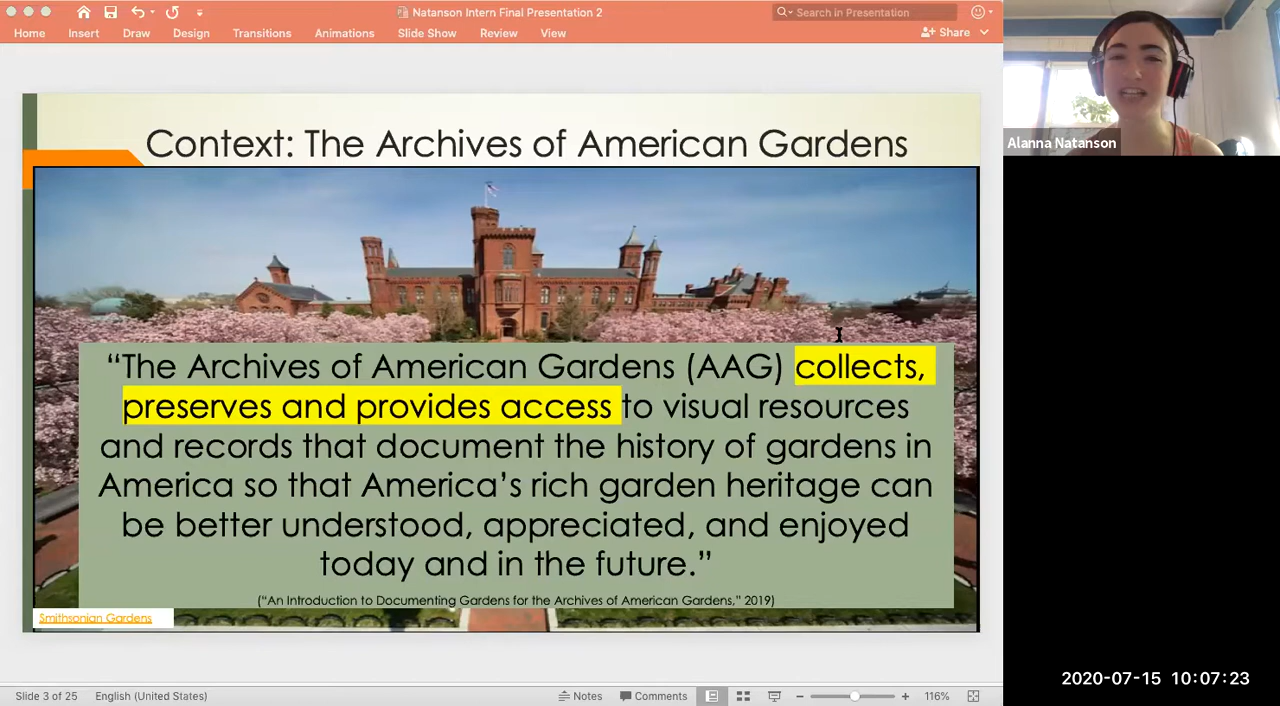 Natanson Intern Final Presentation 2
Search in Presentation
Home Insert Draw Design Transitions Animations Slide Show Review View
Share
Alanna Natanson
Context: The Archives of American Gardens
“The Archives of American Gardens (AAG) collects,
preserves and provides access to visual resources
and records that document the history of gardens in
America so that America’s rich garden heritage can
be better understood, appreciated, and enjoyed
today and in the future.”
(“An Introduction to Documenting Gardens for the Archives of American Gardens,” 2019)
Smithsonian Gardens
2020-07-15 10:07:23
Slide 3 of 25 English (United States) Notes Comments 116%